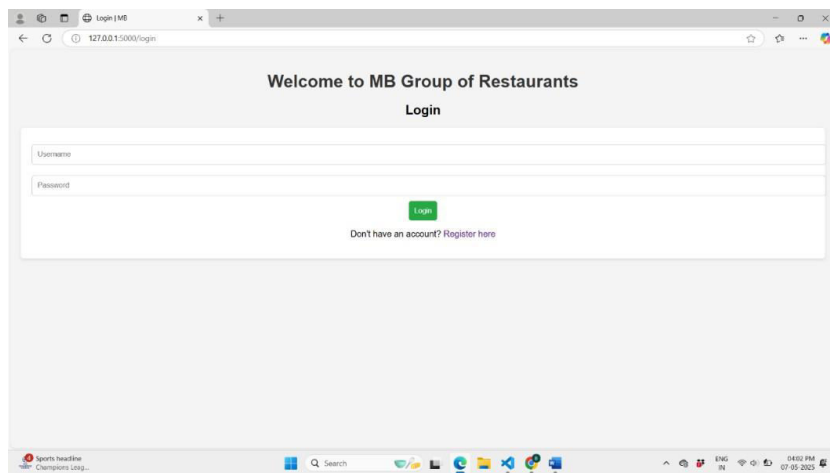 Login | MB
127.0.0.1:5000/login
Welcome to MB Group of Restaurants
Login
Username
Password
Login
Don't have an account? Register here
Sports headline
Champions Leag...
Search
ENG
IN
04:02 PM
07-05-2025